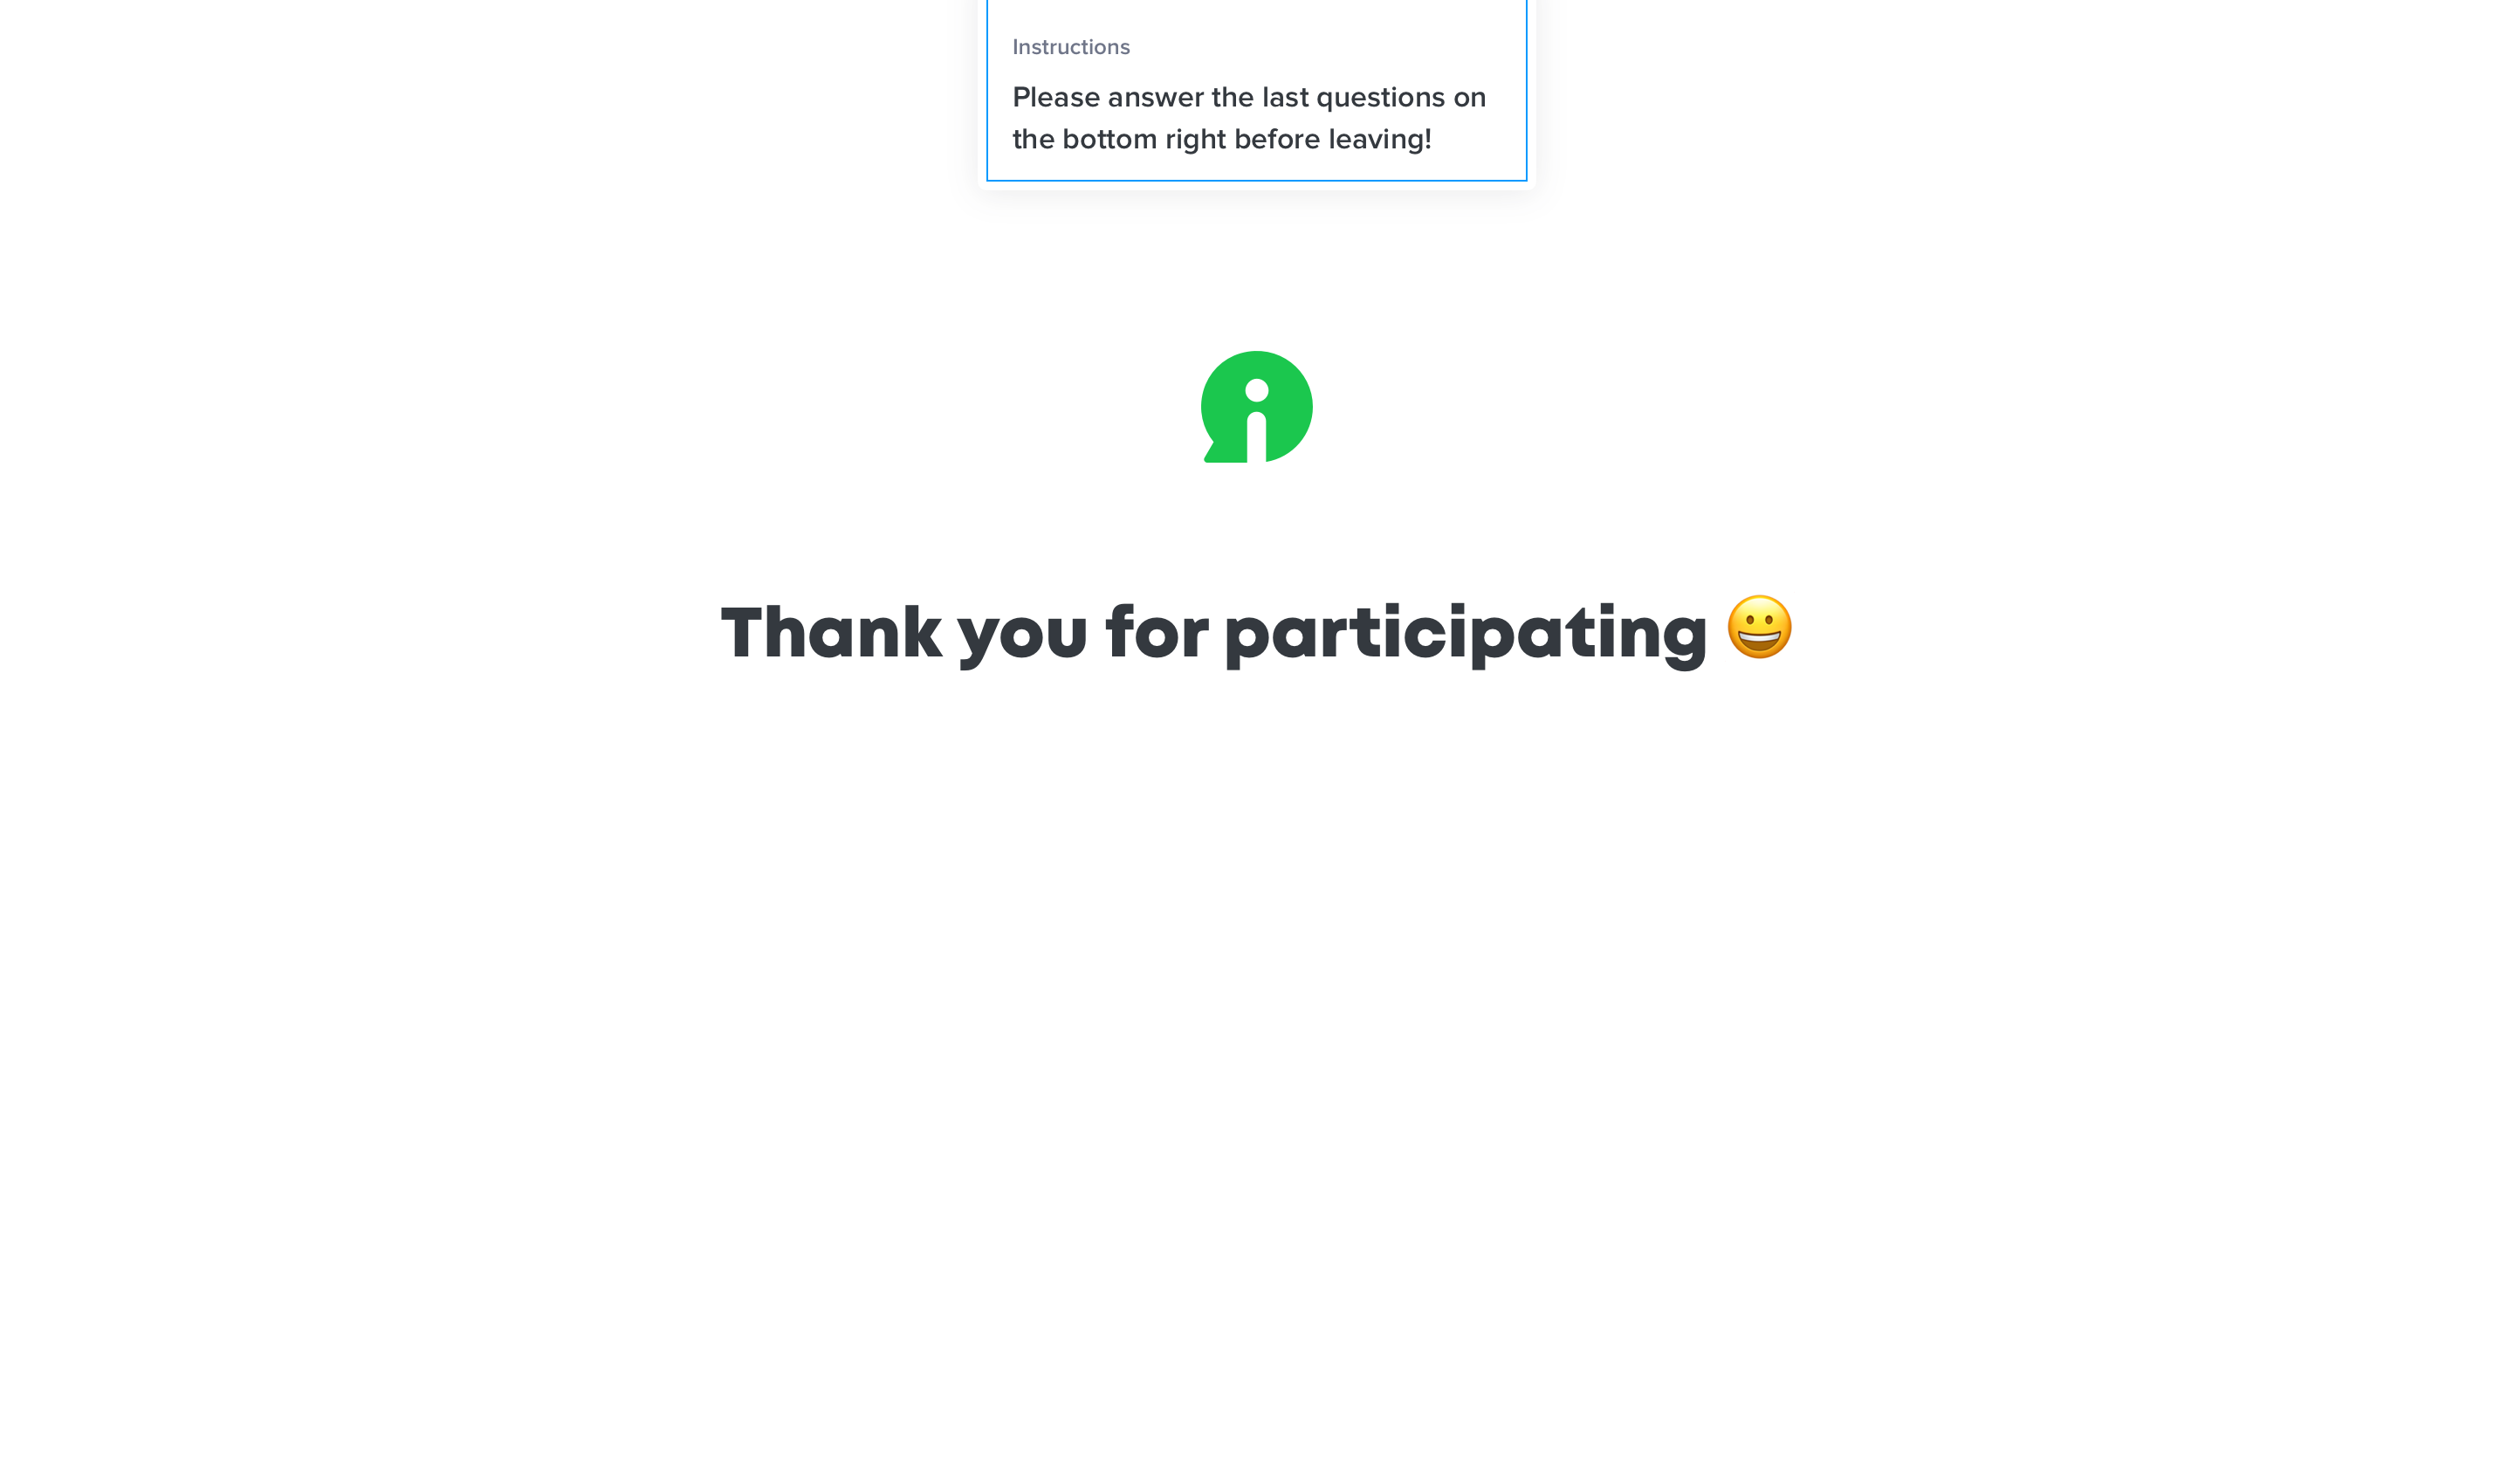 Instructions
Please answer the last questions on
the bottom right before leaving!
Thank you for participating 😀